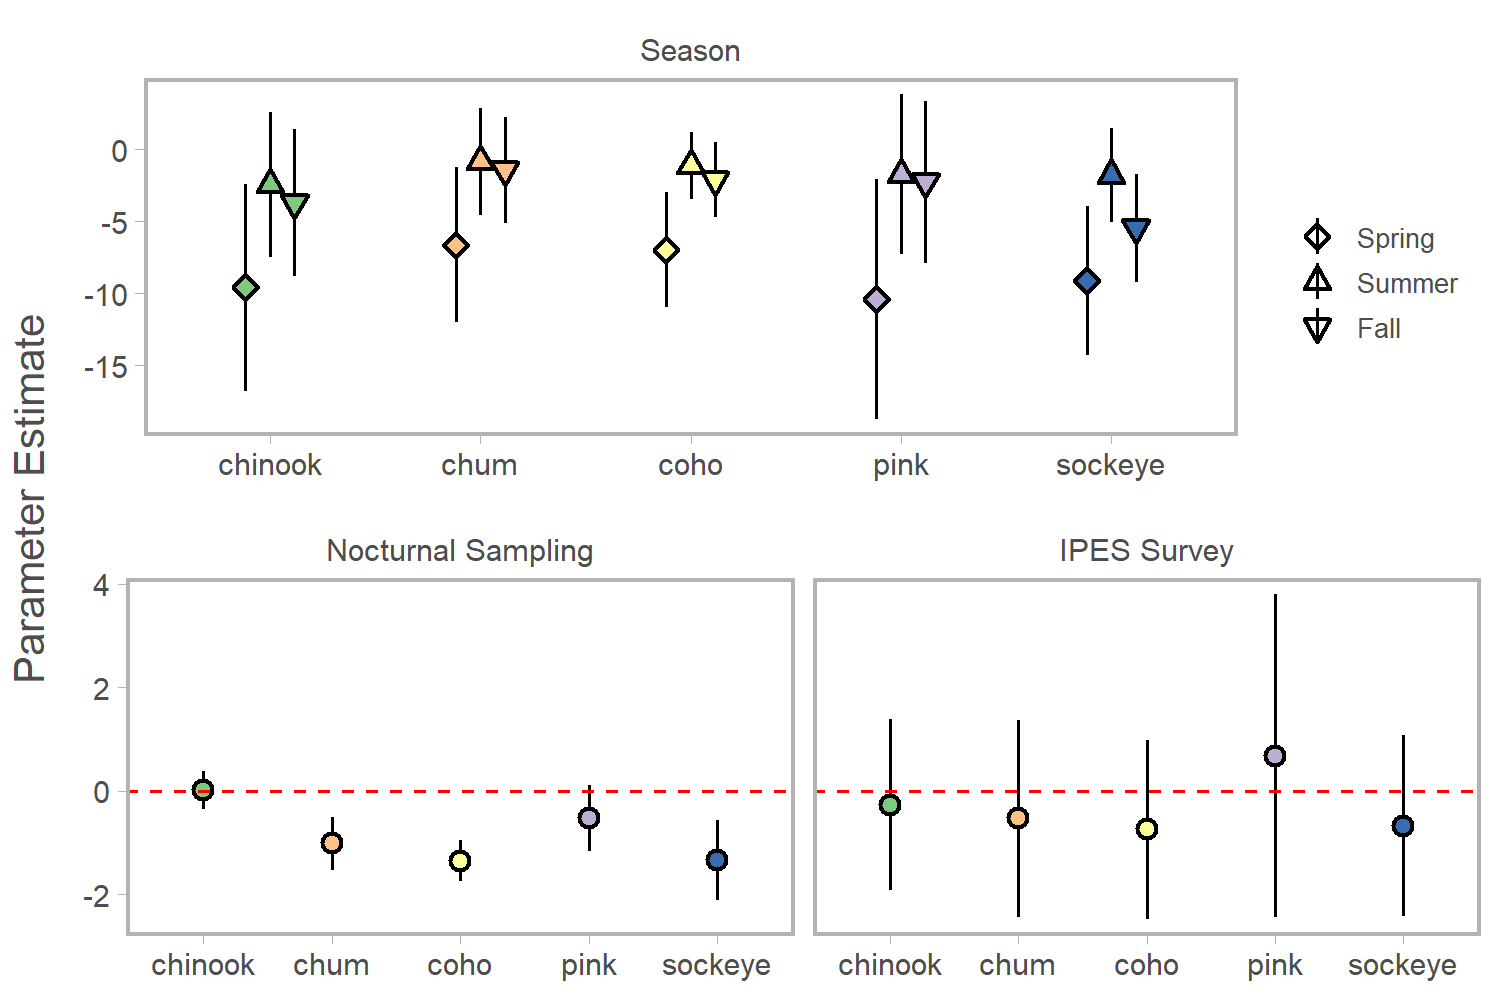 Season
0
-5
-10
-15
chinook chum coho pink sockeye
Spring
Summer
Fall
Parameter Estimate
Nocturnal Sampling
4
2
0
-2
chinook chum coho pink sockeye
IPES Survey
chinook chum coho pink sockeye